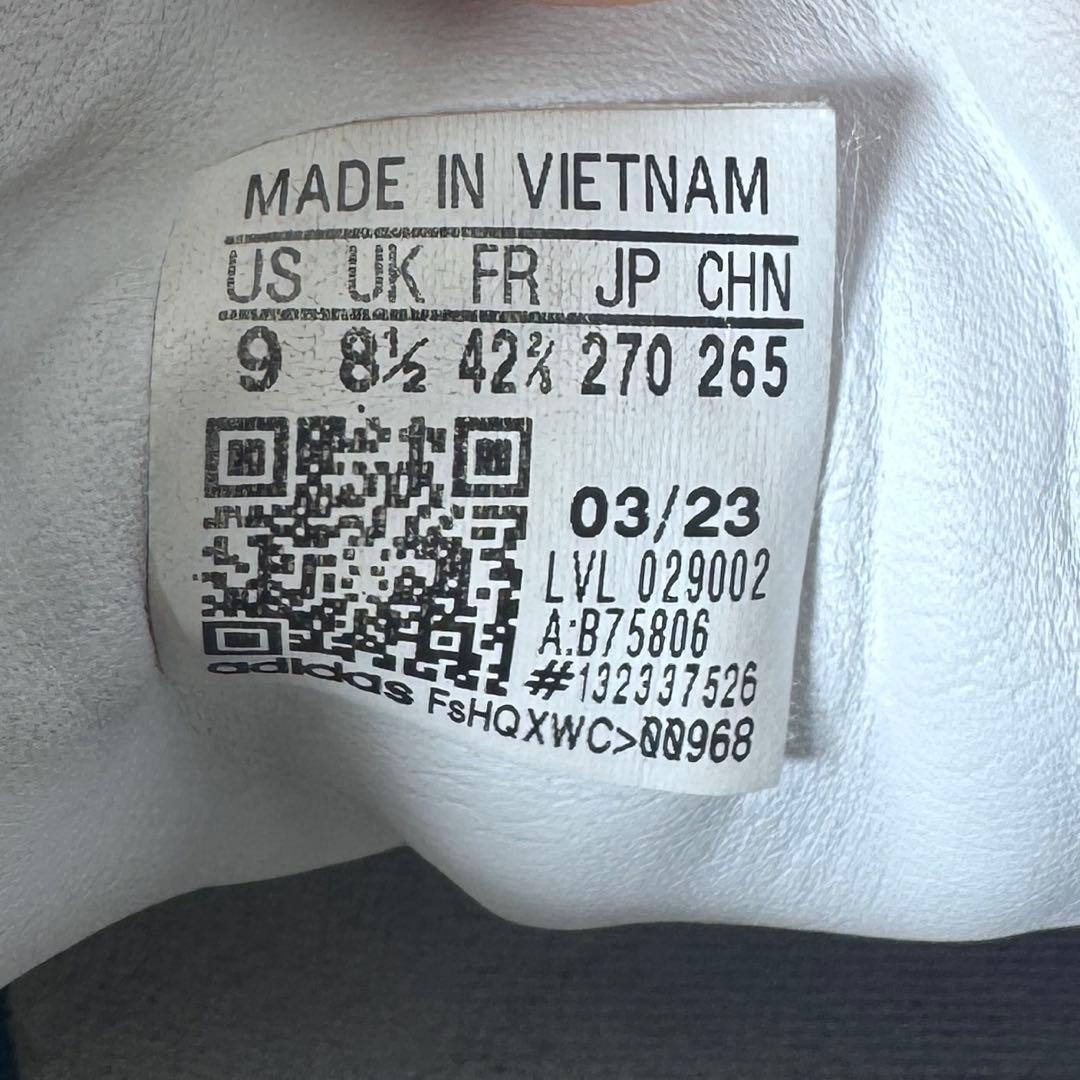 MADE IN VIETNAM
US UK FR JP CHN
9 8½ 42⅔ 270 265
03/23
LVL 029002
A:B75806
#132337526
adidas FsHQXWC>00968